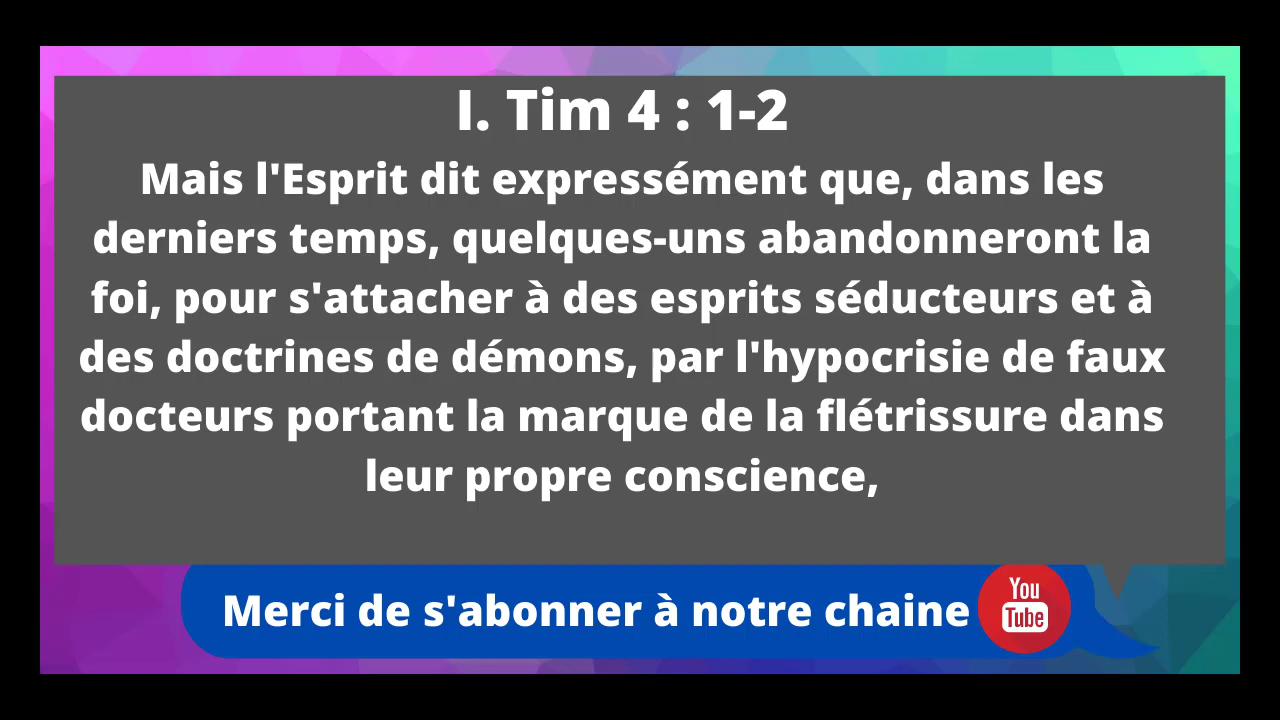 I. Tim 4 : 1-2
Mais l'Esprit dit expressément que, dans les
derniers temps, quelques-uns abandonneront la
foi, pour s'attacher à des esprits séducteurs et à
des doctrines de démons, par l'hypocrisie de faux
docteurs portant la marque de la flétrissure dans
leur propre conscience,
Merci de s'abonner à notre chaine
You
Tube